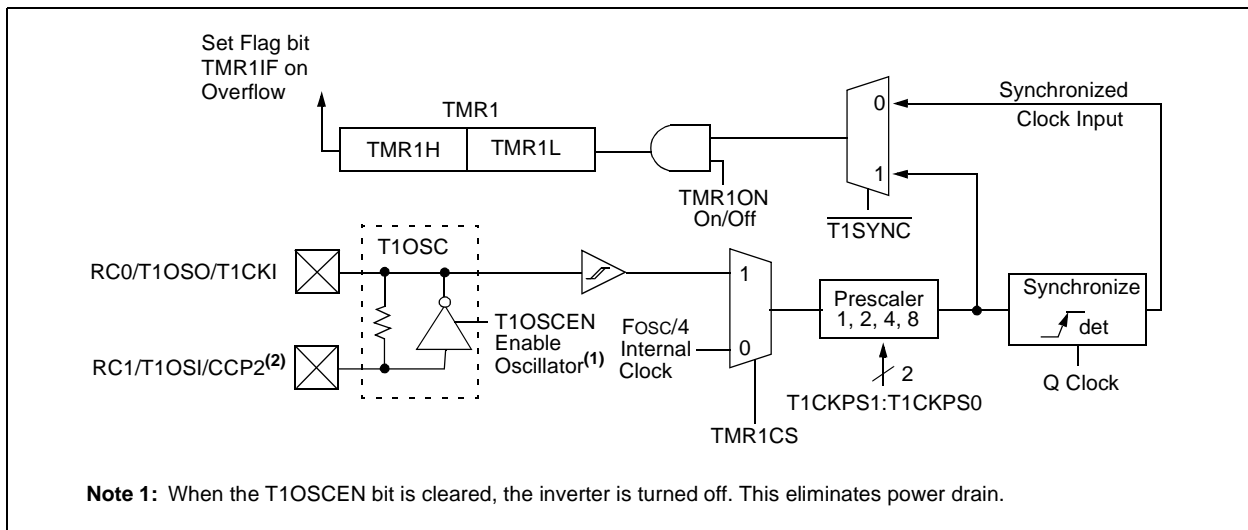 Set Flag bit
TMR1IF on
Overflow
TMR1
TMR1H
TMR1L
TMR1ON
On/Off
0
1
T1SYNC
Synchronized
Clock Input
RC0/T1OSO/T1CKI
T1OSC
RC1/T1OSI/CCP2(2)
T1OSCEN
Enable
Oscillator(1)
FOSC/4
Internal
Clock
1
0
TMR1CS
Prescaler
1, 2, 4, 8
2
T1CKPS1:T1CKPS0
Synchronize
det
Q Clock
Note 1: When the T1OSCEN bit is cleared, the inverter is turned off. This eliminates power drain.